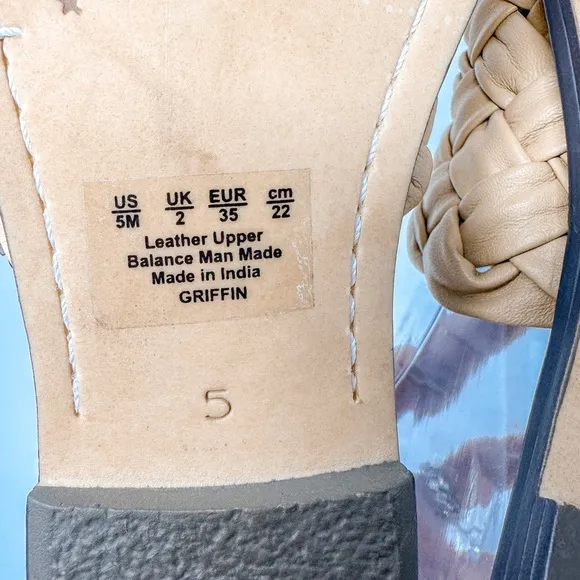 US UK EUR cm
5M 2 35 22
Leather Upper
Balance Man Made
Made in India
GRIFFIN
5